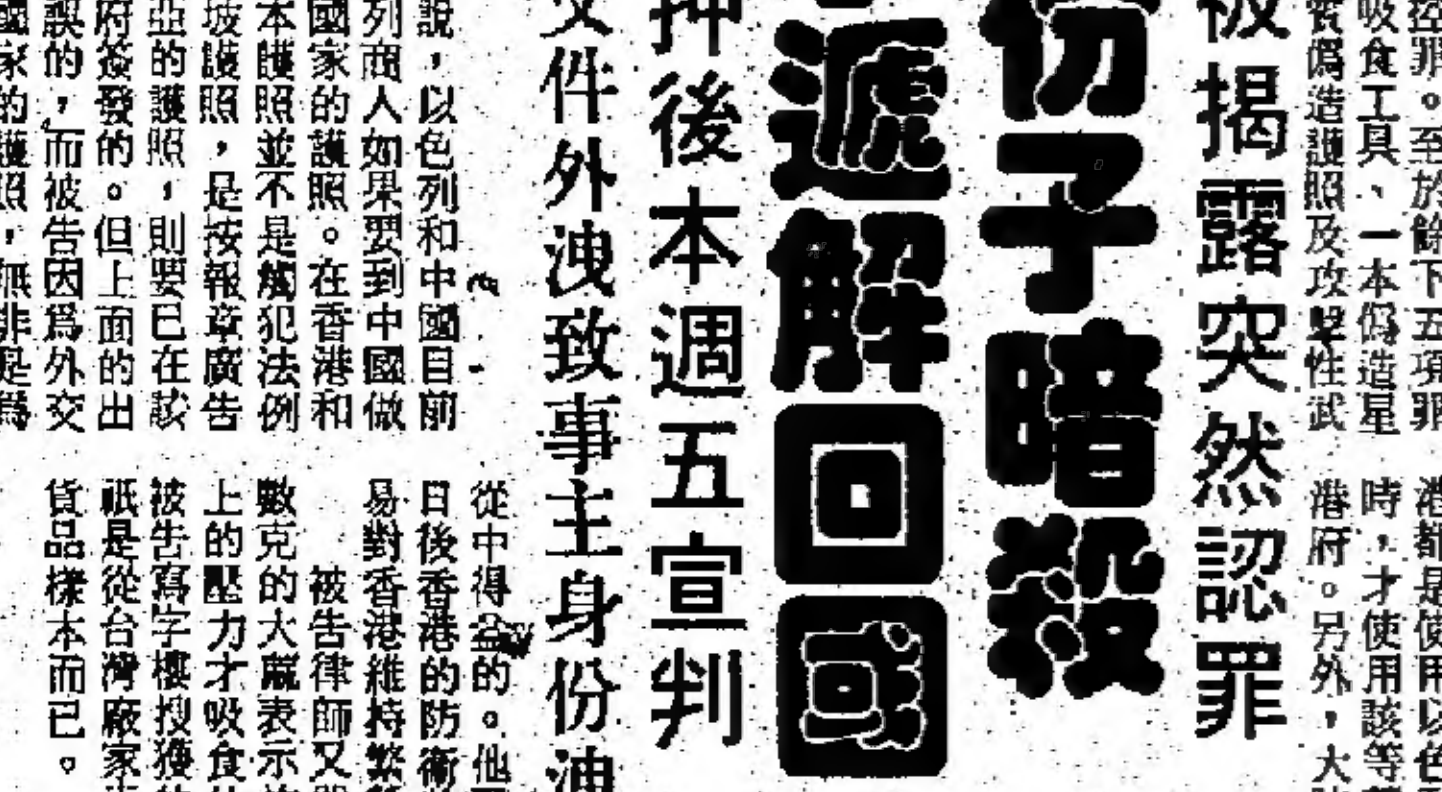 控罪。至於餘下五項罪
吸食工具、一本偽造星
偽造護照及攻擊性武
港都是使用以色
時,才使用該等
港府。另外,大
被揭露突然認罪
份子暗殺
遞解回國
押後本週五宣判
文件外洩致事主身份洩
說,以色列和中國目前
列商人如果要到中國做
國家的護照。在香港和
本護照並不是觸犯法例
坡護照,是按報章廣告
亞的護照,則要已在該
府簽發的。但上面的出
誤的,而被告因爲外交
國家的護照,無非是爲
從中得益的。他
日後香港的防衛
易對香港維持繁
被告律師又
數克的大麻表示
上的壓力才吸食
被告寫字樓搜獲
祇是從台灣廠家
貨品樣本而已。